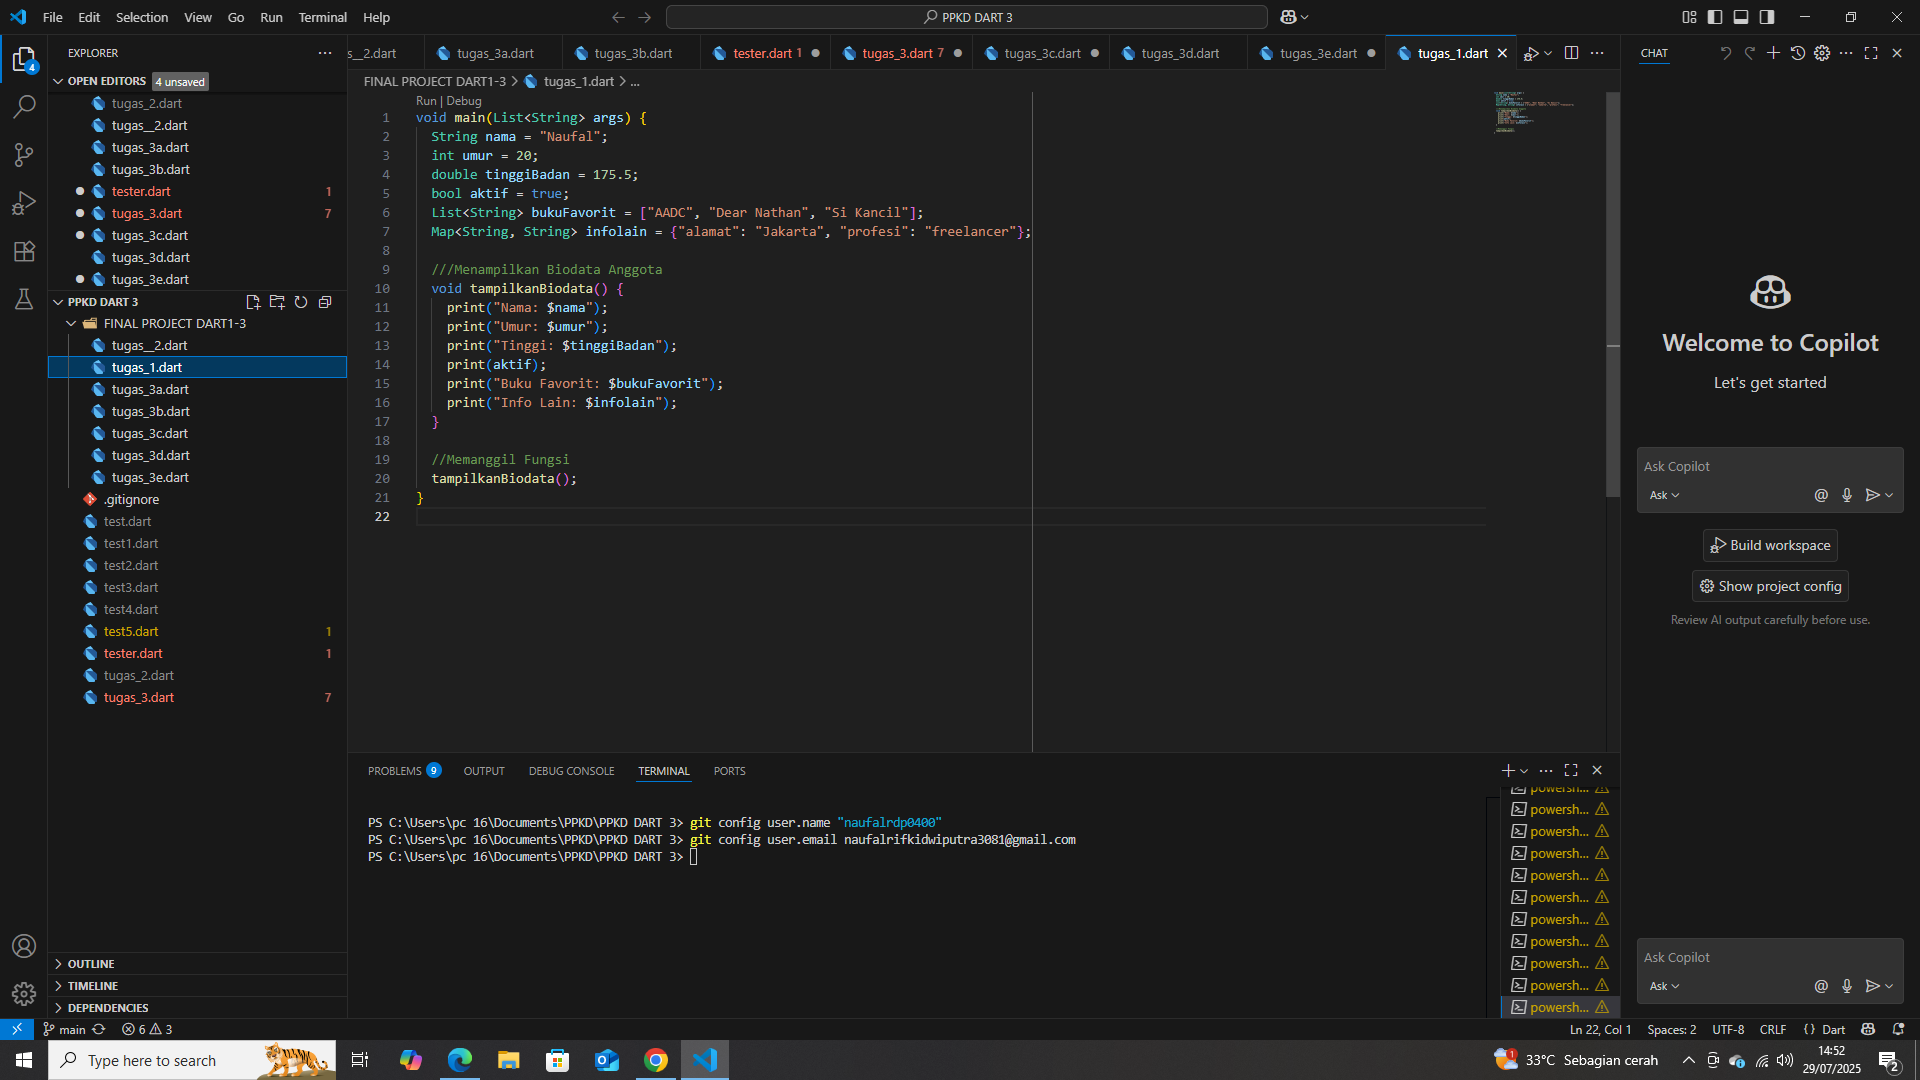 File Edit Selection View Go Run Terminal Help
PPKD DART 3
EXPLORER
OPEN EDITORS 4 unsaved
tugas_2.dart
tugas__2.dart
tugas_3a.dart
tugas_3b.dart
tester.dart 1
tugas_3.dart 7
tugas_3c.dart
tugas_3d.dart
tugas_3e.dart
PPKD DART 3
FINAL PROJECT DART1-3
tugas__2.dart
tugas_1.dart
tugas_3a.dart
tugas_3b.dart
tugas_3c.dart
tugas_3d.dart
tugas_3e.dart
.gitignore
test.dart
test1.dart
test2.dart
test3.dart
test4.dart
test5.dart 1
tester.dart 1
tugas_2.dart
tugas_3.dart 7
OUTLINE
TIMELINE
DEPENDENCIES
s__2.dart tugas_3a.dart tugas_3b.dart tester.dart 1 tugas_3.dart 7 tugas_3c.dart tugas_3d.dart tugas_3e.dart tugas_1.dart
FINAL PROJECT DART1-3 > tugas_1.dart > ...
Run | Debug
1 void main(List<String> args) {
2 String nama = "Naufal";
3 int umur = 20;
4 double tinggiBadan = 175.5;
5 bool aktif = true;
6 List<String> bukuFavorit = ["AADC", "Dear Nathan", "Si Kancil"];
7 Map<String, String> infolain = {"alamat": "Jakarta", "profesi": "freelancer"};
8
9 ///Menampilkan Biodata Anggota
10 void tampilkanBiodata() {
11 print("Nama: $nama");
12 print("Umur: $umur");
13 print("Tinggi: $tinggiBadan");
14 print(aktif);
15 print("Buku Favorit: $bukuFavorit");
16 print("Info Lain: $infolain");
17 }
18
19 //Memanggil Fungsi
20 tampilkanBiodata();
21 }
22
PROBLEMS 9 OUTPUT DEBUG CONSOLE TERMINAL PORTS
PS C:\Users\pc 16\Documents\PPKD\PPKD DART 3> git config user.name "naufalrdp0400"
PS C:\Users\pc 16\Documents\PPKD\PPKD DART 3> git config user.email naufalrifkidwiputra3081@gmail.com
PS C:\Users\pc 16\Documents\PPKD\PPKD DART 3>
powersh...
powersh...
powersh...
powersh...
powersh...
powersh...
powersh...
powersh...
powersh...
powersh...
powersh...
CHAT
Welcome to Copilot
Let's get started
Ask Copilot
Ask
Build workspace
Show project config
Review AI output carefully before use.
Ask Copilot
Ask
main 6 3
Ln 22, Col 1 Spaces: 2 UTF-8 CRLF {} Dart
Type here to search
1 33°C Sebagian cerah
14:52
29/07/2025
2
4